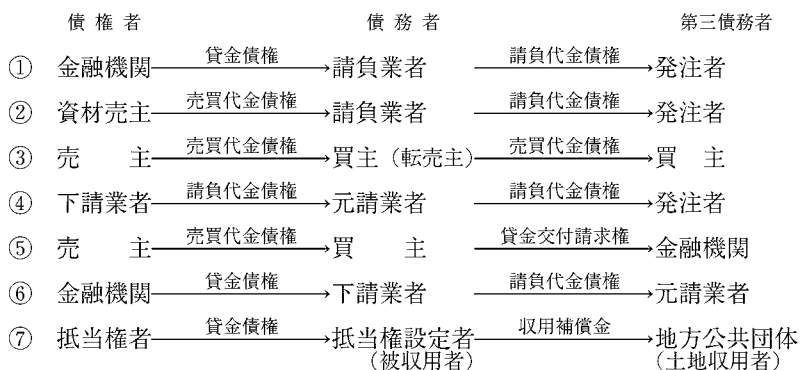 債権者 債務者 第三債務者
① 金融機関 貸金債権 請負業者 請負代金債権 発注者
② 資材売主 売買代金債権 請負業者 請負代金債権 発注者
③ 売主 売買代金債権 買主(転売主) 売買代金債権 買主
④ 下請業者 請負代金債権 元請業者 請負代金債権 発注者
⑤ 売主 売買代金債権 買主 貸金交付請求権 金融機関
⑥ 金融機関 貸金債権 下請業者 請負代金債権 元請業者
⑦ 抵当権者 貸金債権 抵当権設定者 収用補償金 地方公共団体
(被収用者) (土地収用者)